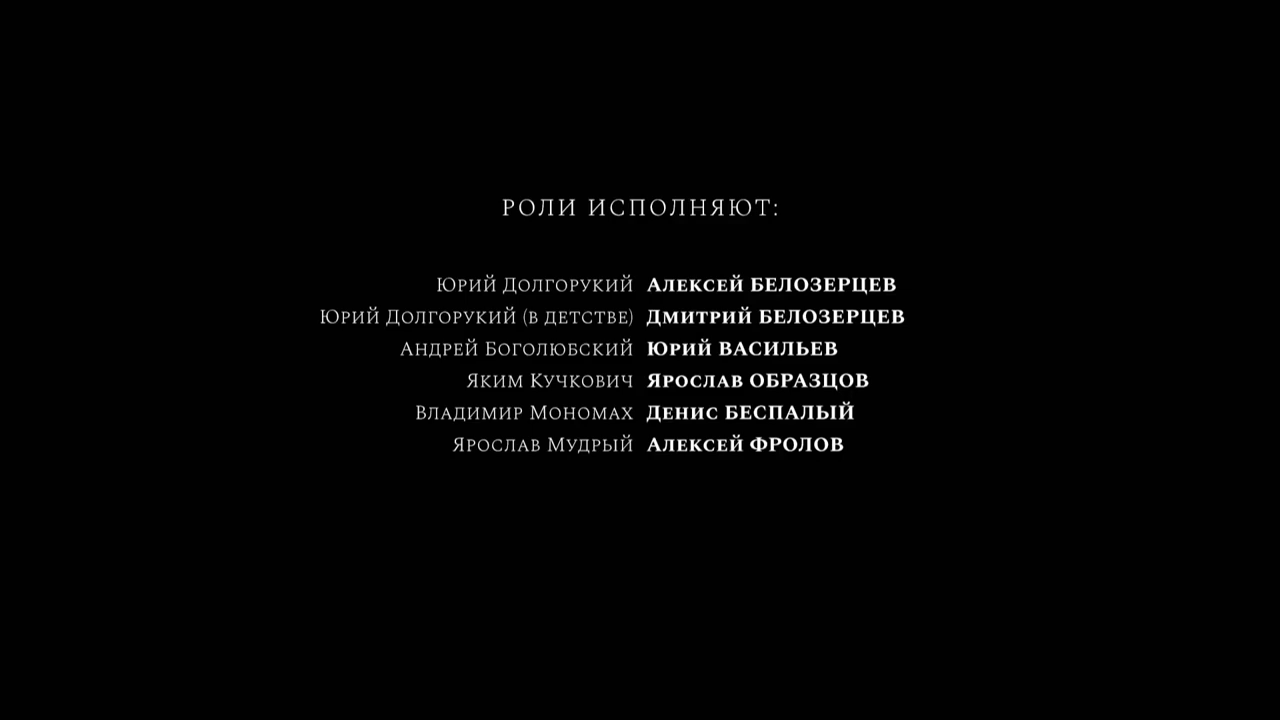 РОЛИ ИСПОЛНЯЮТ:
Юрий Долгорукий Алексей БЕЛОЗЕРЦЕВ
Юрий Долгорукий (в детстве) Дмитрий БЕЛОЗЕРЦЕВ
Андрей Боголюбский Юрий ВАСИЛЬЕВ
Яким Кучкович Ярослав ОБРАЗЦОВ
Владимир Мономах Денис БЕСПАЛЫЙ
Ярослав Мудрый Алексей ФРОЛОВ